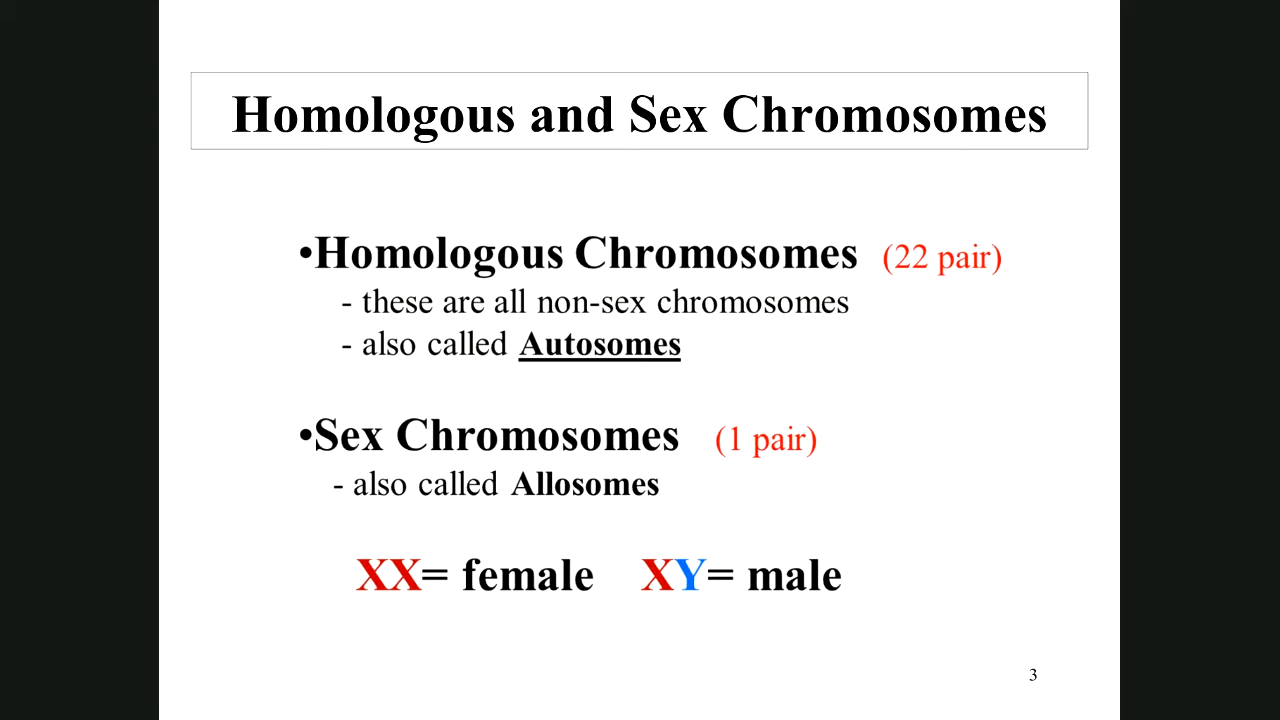 Homologous and Sex Chromosomes
•Homologous Chromosomes (22 pair)
- these are all non-sex chromosomes
- also called Autosomes
•Sex Chromosomes (1 pair)
- also called Allosomes
XX= female XY= male
3